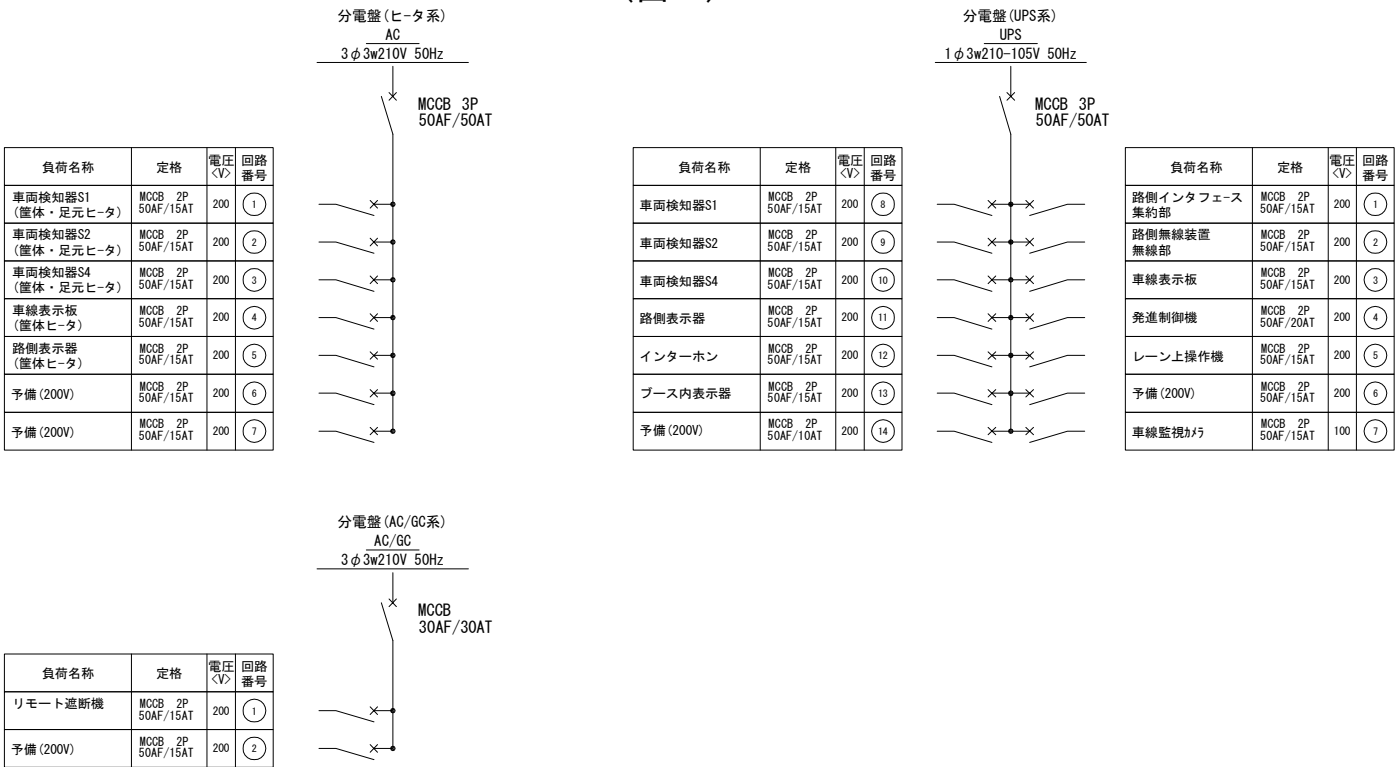 分電盤(ヒータ系)
AC
3φ3w210V 50Hz
MCCB 3P
50AF/50AT
負荷名称 定格 電圧<V> 回路番号
車両検知器S1
(筐体・足元ヒータ)
MCCB 2P
50AF/15AT
200 ①
車両検知器S2
(筐体・足元ヒータ)
MCCB 2P
50AF/15AT
200 ②
車両検知器S4
(筐体・足元ヒータ)
MCCB 2P
50AF/15AT
200 ③
車線表示板
(筐体ヒータ)
MCCB 2P
50AF/15AT
200 ④
路側表示器
(筐体ヒータ)
MCCB 2P
50AF/15AT
200 ⑤
予備(200V)
MCCB 2P
50AF/15AT
200 ⑥
予備(200V)
MCCB 2P
50AF/15AT
200 ⑦
分電盤(UPS系)
UPS
1φ3w210-105V 50Hz
MCCB 3P
50AF/50AT
負荷名称 定格 電圧<V> 回路番号
車両検知器S1
MCCB 2P
50AF/15AT
200 ⑧
車両検知器S2
MCCB 2P
50AF/15AT
200 ⑨
車両検知器S4
MCCB 2P
50AF/15AT
200 ⑩
路側表示器
MCCB 2P
50AF/15AT
200 ⑪
インターホン
MCCB 2P
50AF/15AT
200 ⑫
ブース内表示器
MCCB 2P
50AF/15AT
200 ⑬
予備(200V)
MCCB 2P
50AF/10AT
200 ⑭
負荷名称 定格 電圧<V> 回路番号
路側インタフェース
集約部
MCCB 2P
50AF/15AT
200 ①
路側無線装置
無線部
MCCB 2P
50AF/15AT
200 ②
車線表示板
MCCB 2P
50AF/15AT
200 ③
発進制御機
MCCB 2P
50AF/20AT
200 ④
レーン上操作機
MCCB 2P
50AF/15AT
200 ⑤
予備(200V)
MCCB 2P
50AF/15AT
200 ⑥
車線監視ｶﾒﾗ
MCCB 2P
50AF/15AT
100 ⑦
分電盤(AC/GC系)
AC/GC
3φ3w210V 50Hz
MCCB
30AF/30AT
負荷名称 定格 電圧<V> 回路番号
リモート遮断機
MCCB 2P
50AF/15AT
200 ①
予備(200V)
MCCB 2P
50AF/15AT
200 ②